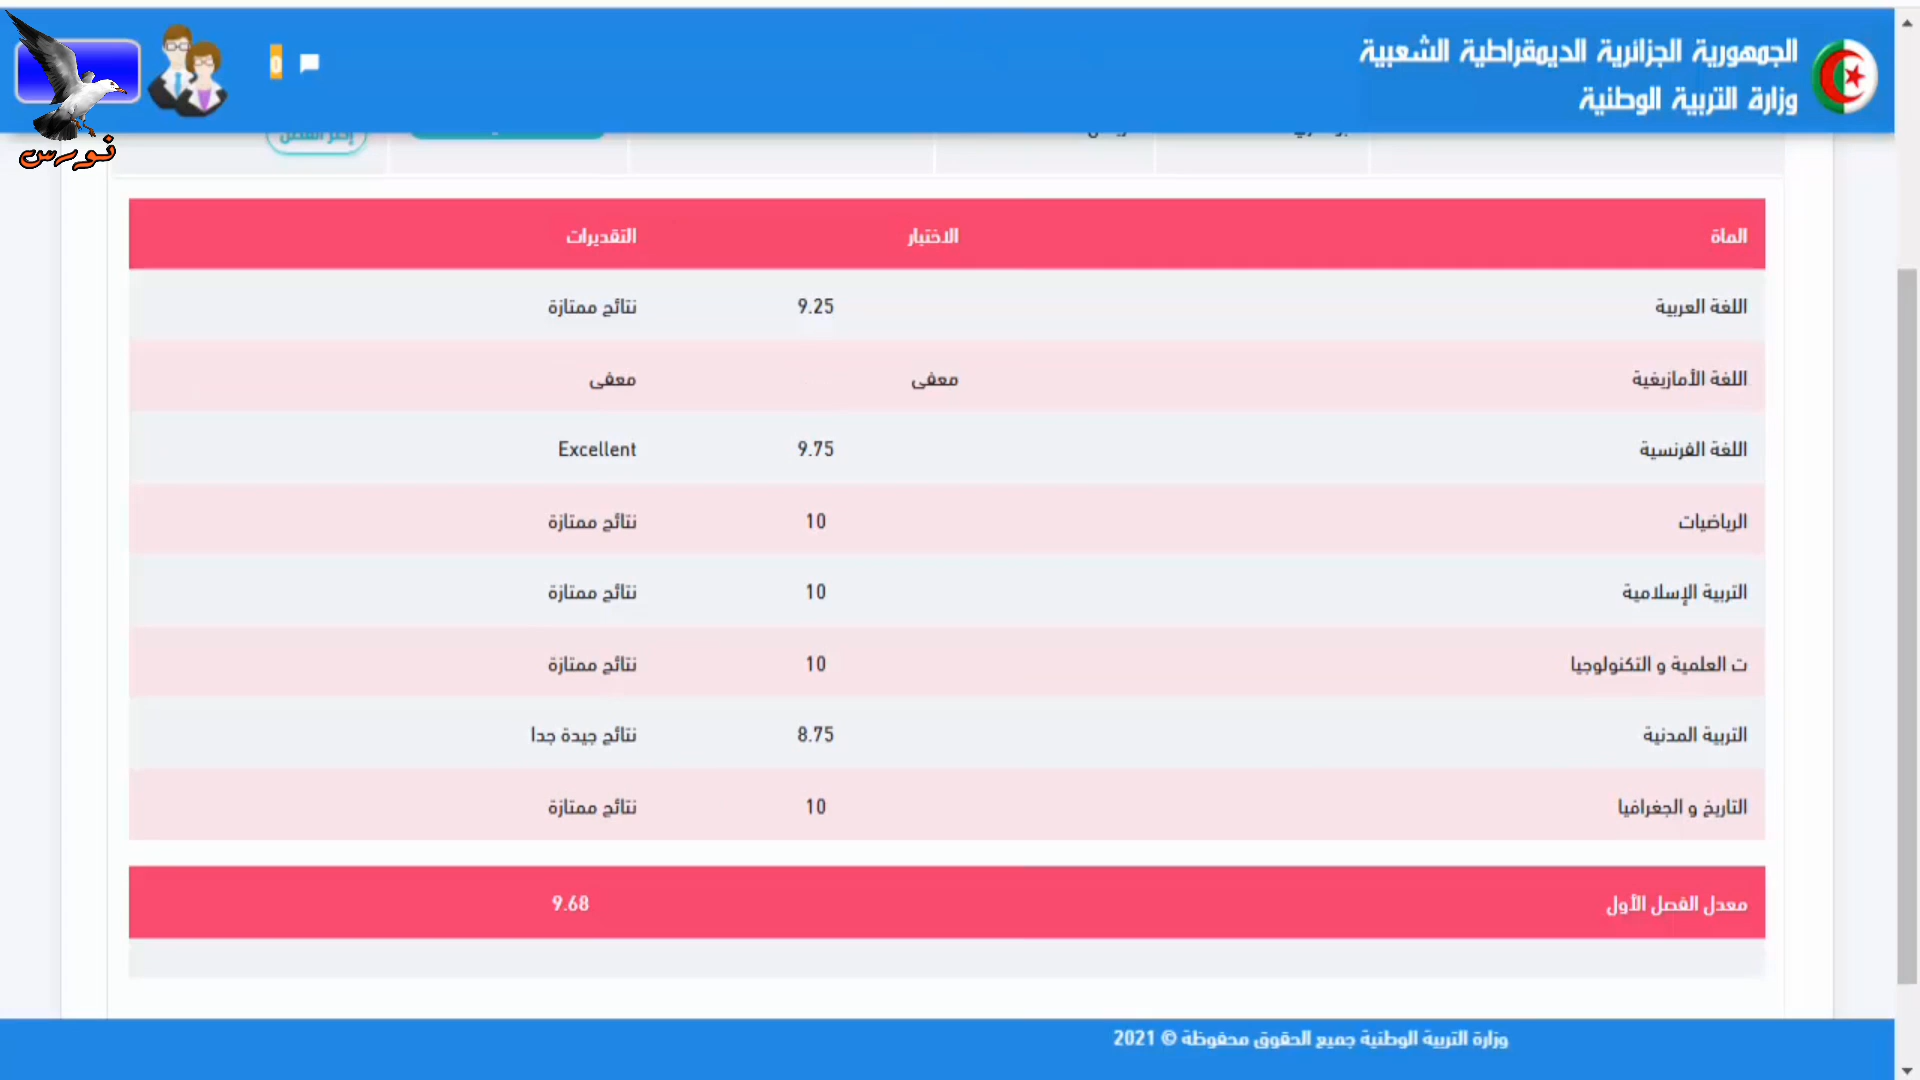 الجمهورية الجزائرية الديمقراطية الشعبية
وزارة التربية الوطنية
0
نورس
الماة الاختبار التقديرات
اللغة العربية 9.25 نتائج ممتازة
اللغة الأمازيغية معفى معفى
اللغة الفرنسية 9.75 Excellent
الرياضيات 10 نتائج ممتازة
التربية الإسلامية 10 نتائج ممتازة
ت العلمية و التكنولوجيا 10 نتائج ممتازة
التربية المدنية 8.75 نتائج جيدة جدا
التاريخ و الجغرافيا 10 نتائج ممتازة
معدل الفصل الأول 9.68
وزارة التربية الوطنية جميع الحقوق محفوظة © 2021